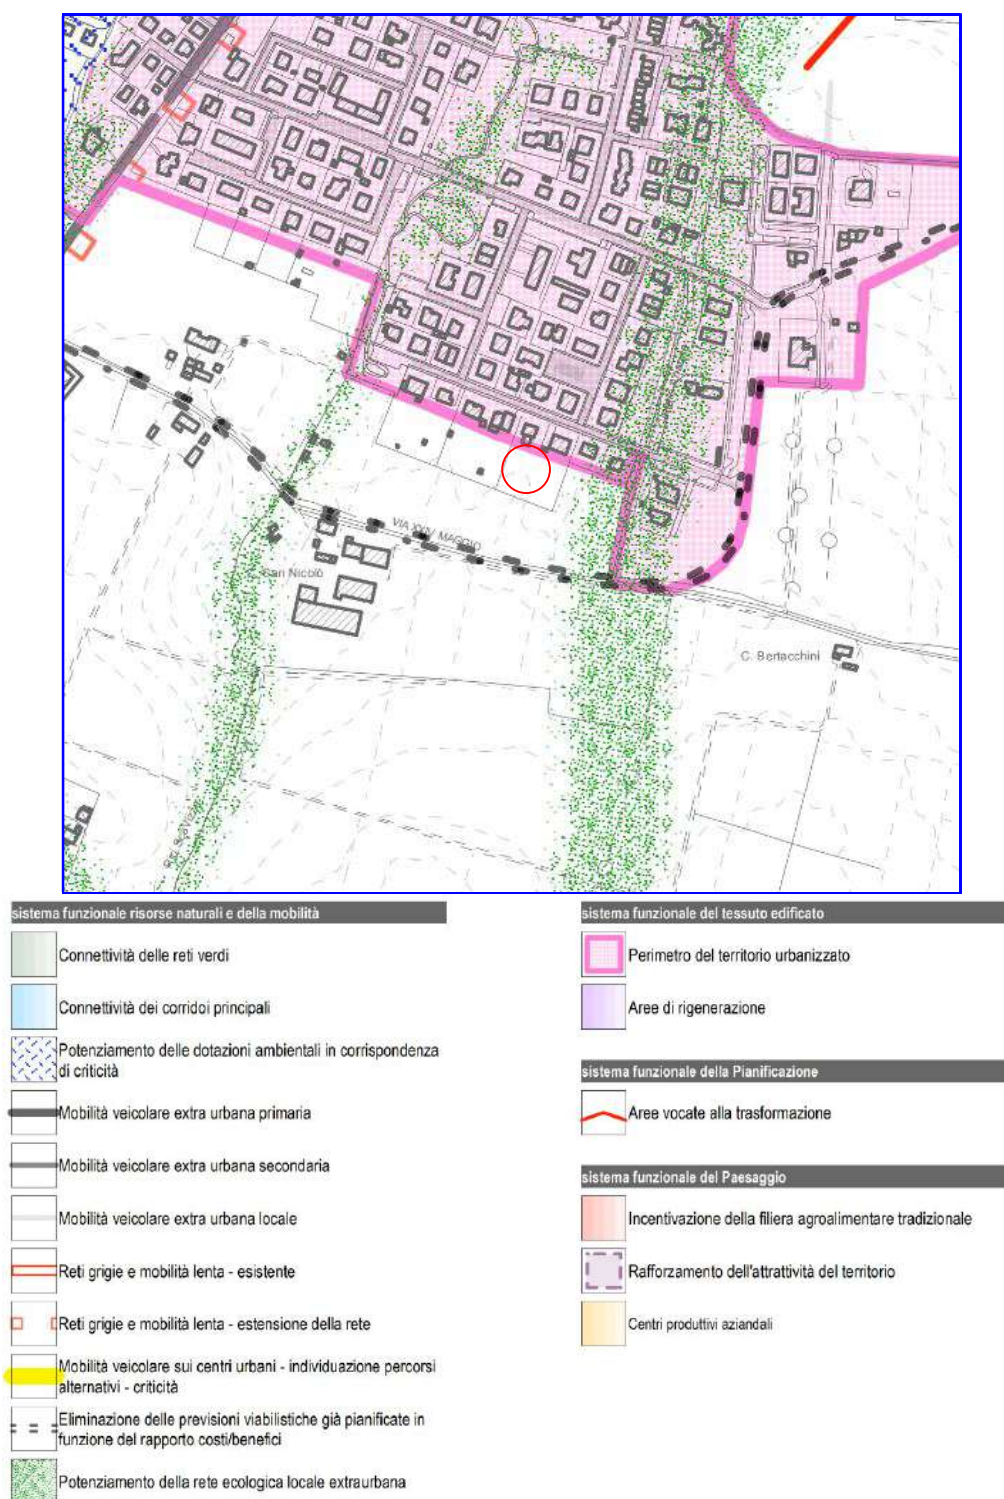 VIA XXIV MAGGIO
San Nicolò
C. Bertacchini
sistema funzionale risorse naturali e della mobilità
Connettività delle reti verdi
Connettività dei corridoi principali
Potenziamento delle dotazioni ambientali in corrispondenza
di criticità
Mobilità veicolare extra urbana primaria
Mobilità veicolare extra urbana secondaria
Mobilità veicolare extra urbana locale
Reti grigie e mobilità lenta - esistente
Reti grigie e mobilità lenta - estensione della rete
Mobilità veicolare sui centri urbani - individuazione percorsi
alternativi - criticità
Eliminazione delle previsioni viabilistiche già pianificate in
funzione del rapporto costi/benefici
Potenziamento della rete ecologica locale extraurbana
sistema funzionale del tessuto edificato
Perimetro del territorio urbanizzato
Aree di rigenerazione
sistema funzionale della Pianificazione
Aree vocate alla trasformazione
sistema funzionale del Paesaggio
Incentivazione della filiera agroalimentare tradizionale
Rafforzamento dell'attrattività del territorio
Centri produttivi aziandali